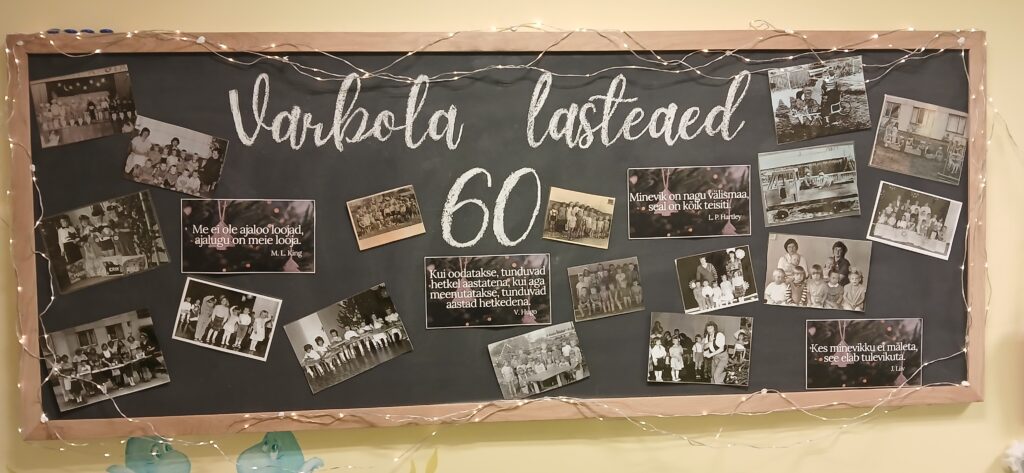 Varbola lasteaed
60
Me ei ole ajaloo loojad,
ajalugu on meie looja.
M. L. King
Kui oodatakse, tunduvad
hetkel aastatena, kui aga
meenutatakse, tunduvad
aastad hetkedena.
V. Hugo
Minevik on nagu välismaa,
seal on kõik teisiti.
L. P. Hartley
Kes minevikku ei mäleta,
see elab tulevikuta.
J. Liiv